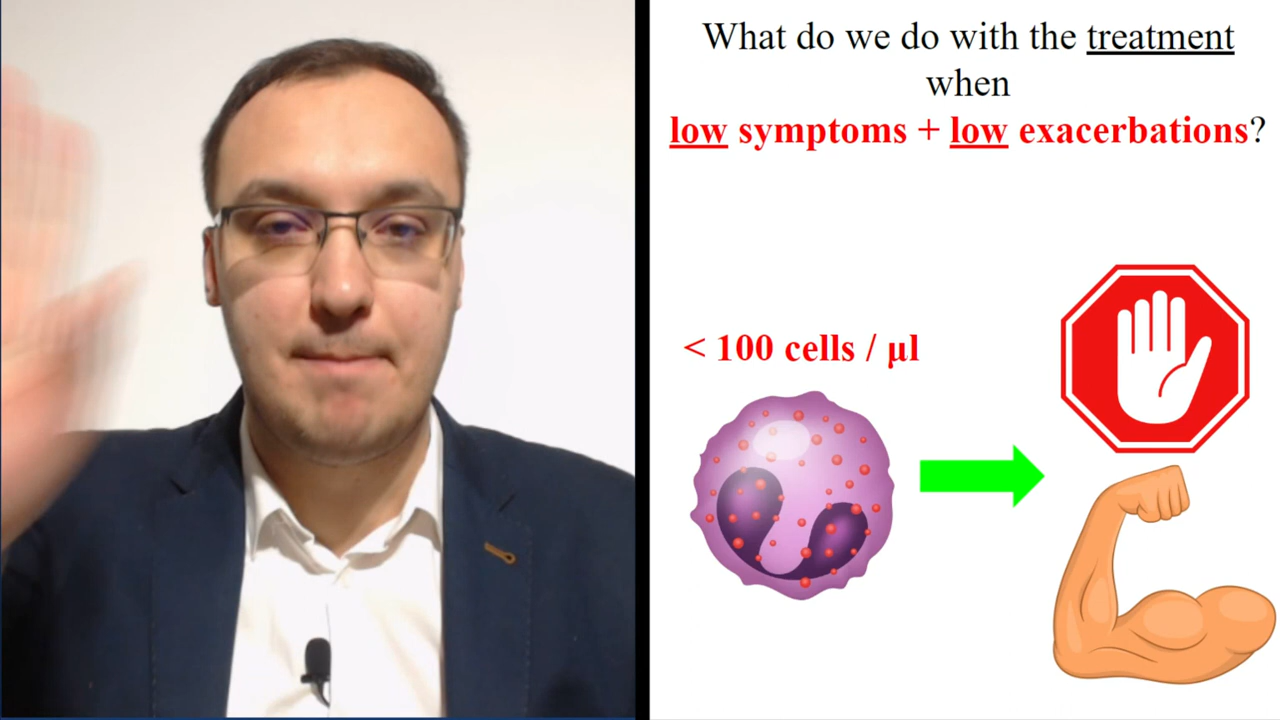 What do we do with the treatment
when
low symptoms + low exacerbations?
< 100 cells / µl